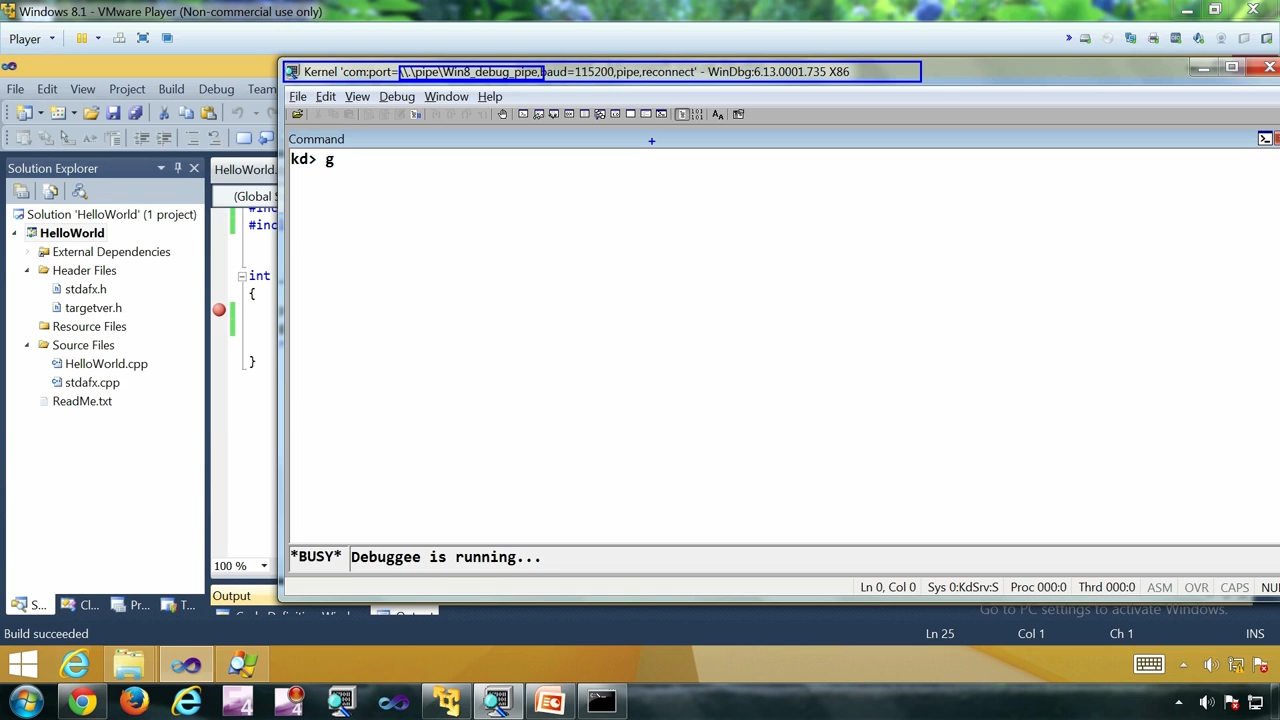 Windows 8.1 - VMware Player (Non-commercial use only)
Player
Kernel 'com:port=\\.\pipe\Win8_debug_pipe,baud=115200,pipe,reconnect' - WinDbg:6.13.0001.735 X86
File Edit View Project Build Debug Team
File Edit View Debug Window Help
Command
kd> g
Solution Explorer
HelloWorld.
(Global S
Solution 'HelloWorld' (1 project)
HelloWorld
External Dependencies
Header Files
stdafx.h
targetver.h
Resource Files
Source Files
HelloWorld.cpp
stdafx.cpp
ReadMe.txt
#inc
#inc
int
{
}
*BUSY* Debuggee is running...
100 %
Ln 0, Col 0 Sys 0:KdSrv:S Proc 000:0 Thrd 000:0 ASM OVR CAPS NU
Output
S... Cl... Pr... T...
Go to PC settings to activate Windows.
Build succeeded
Ln 25 Col 1 Ch 1 INS